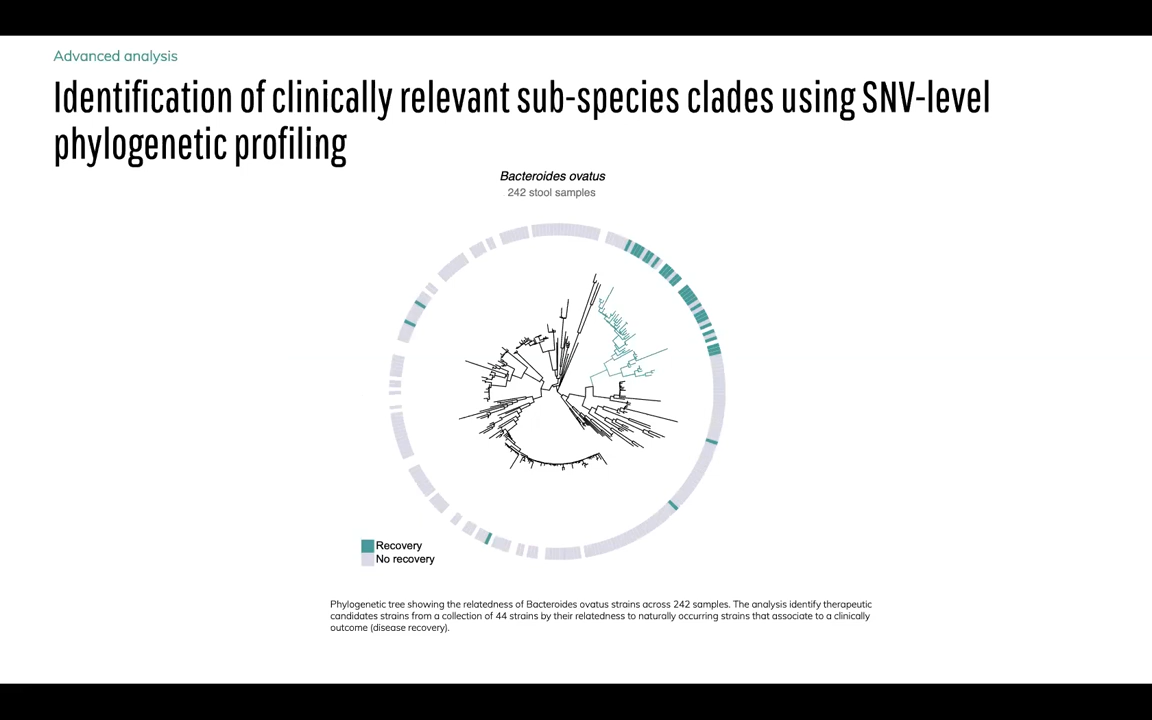 Advanced analysis
Identification of clinically relevant sub-species clades using SNV-level
phylogenetic profiling
Bacteroides ovatus
242 stool samples
Recovery
No recovery
Phylogenetic tree showing the relatedness of Bacteroides ovatus strains across 242 samples. The analysis identify therapeutic
candidates strains from a collection of 44 strains by their relatedness to naturally occurring strains that associate to a clinically
outcome (disease recovery).